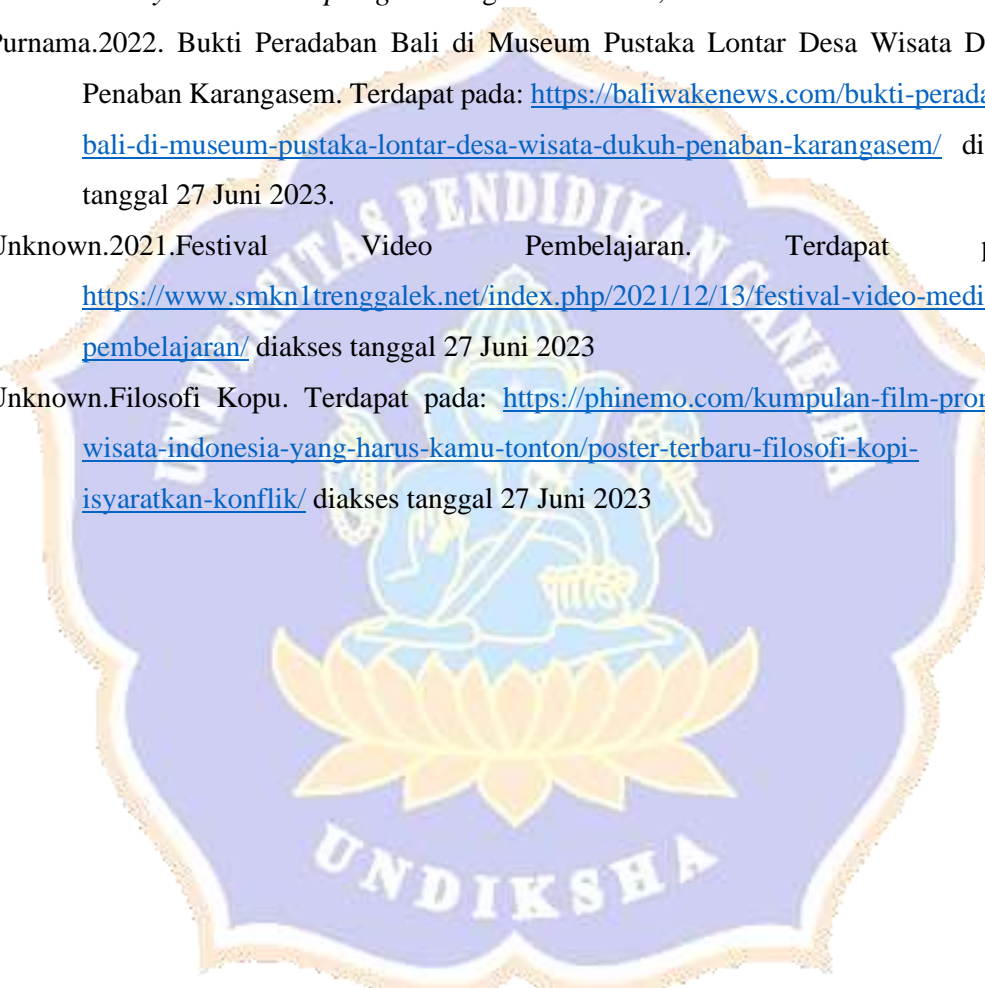 Purnama.2022. Bukti Peradaban Bali di Museum Pustaka Lontar Desa Wisata D
Penaban Karangasem. Terdapat pada: https://baliwakenews.com/bukti-perada
bali-di-museum-pustaka-lontar-desa-wisata-dukuh-penaban-karangasem/ di
tanggal 27 Juni 2023.
Unknown.2021.Festival Video Pembelajaran. Terdapat p
https://www.smkn1trenggalek.net/index.php/2021/12/13/festival-video-medi
pembelajaran/ diakses tanggal 27 Juni 2023
Unknown.Filosofi Kopu. Terdapat pada: https://phinemo.com/kumpulan-film-pro
wisata-indonesia-yang-harus-kamu-tonton/poster-terbaru-filosofi-kopi-
isyaratkan-konflik/ diakses tanggal 27 Juni 2023
UNIVERSITAS PENDIDIKAN GANESHA
UNDIKSHA